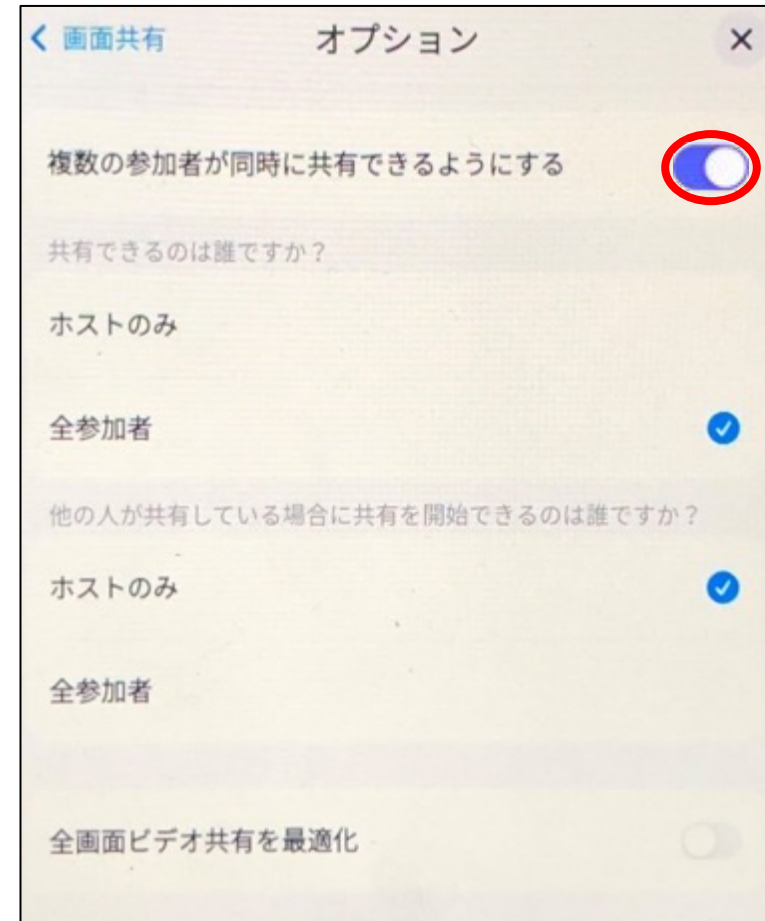 画面共有
オプション
複数の参加者が同時に共有できるようにする
共有できるのは誰ですか？
ホストのみ
全参加者
他の人が共有している場合に共有を開始できるのは誰ですか？
ホストのみ
全参加者
全画面ビデオ共有を最適化